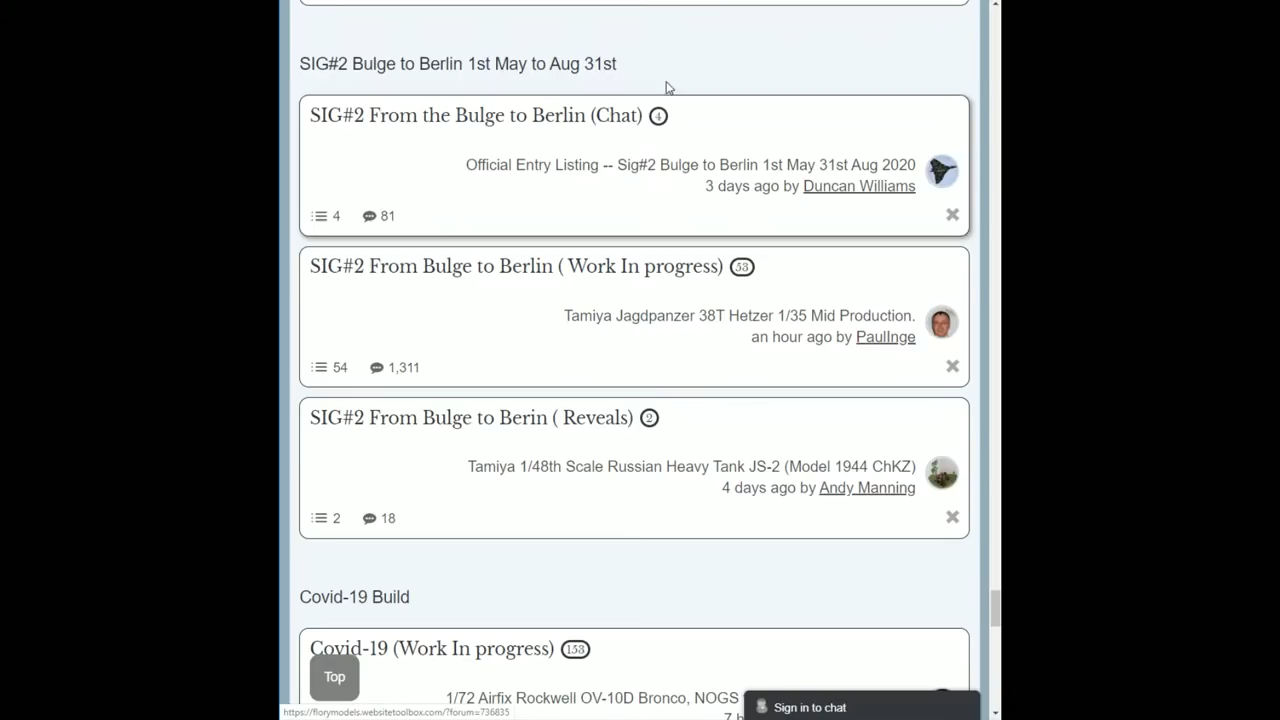 SIG#2 Bulge to Berlin 1st May to Aug 31st
SIG#2 From the Bulge to Berlin (Chat) 4
Official Entry Listing -- Sig#2 Bulge to Berlin 1st May 31st Aug 2020
3 days ago by Duncan Williams
4 81
SIG#2 From Bulge to Berlin ( Work In progress) 53
Tamiya Jagdpanzer 38T Hetzer 1/35 Mid Production.
an hour ago by PaulInge
54 1,311
SIG#2 From Bulge to Berin ( Reveals) 2
Tamiya 1/48th Scale Russian Heavy Tank JS-2 (Model 1944 ChKZ)
4 days ago by Andy Manning
2 18
Covid-19 Build
Covid-19 (Work In progress) 153
Top
1/72 Airfix Rockwell OV-10D Bronco, NOGS
Sign in to chat
https://florymodels.websitetoolbox.com/?forum=736835